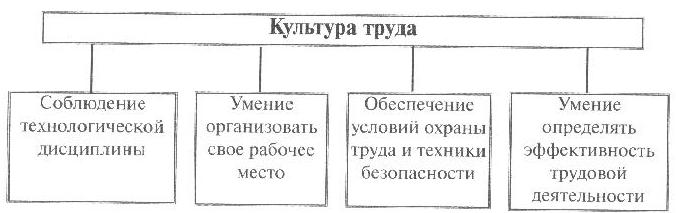 Культура труда
Соблюдение
технологической
дисциплины
Умение
организовать
свое рабочее
место
Обеспечение
условий охраны
труда и техники
безопасности
Умение
определять
эффективность
трудовой
деятельности